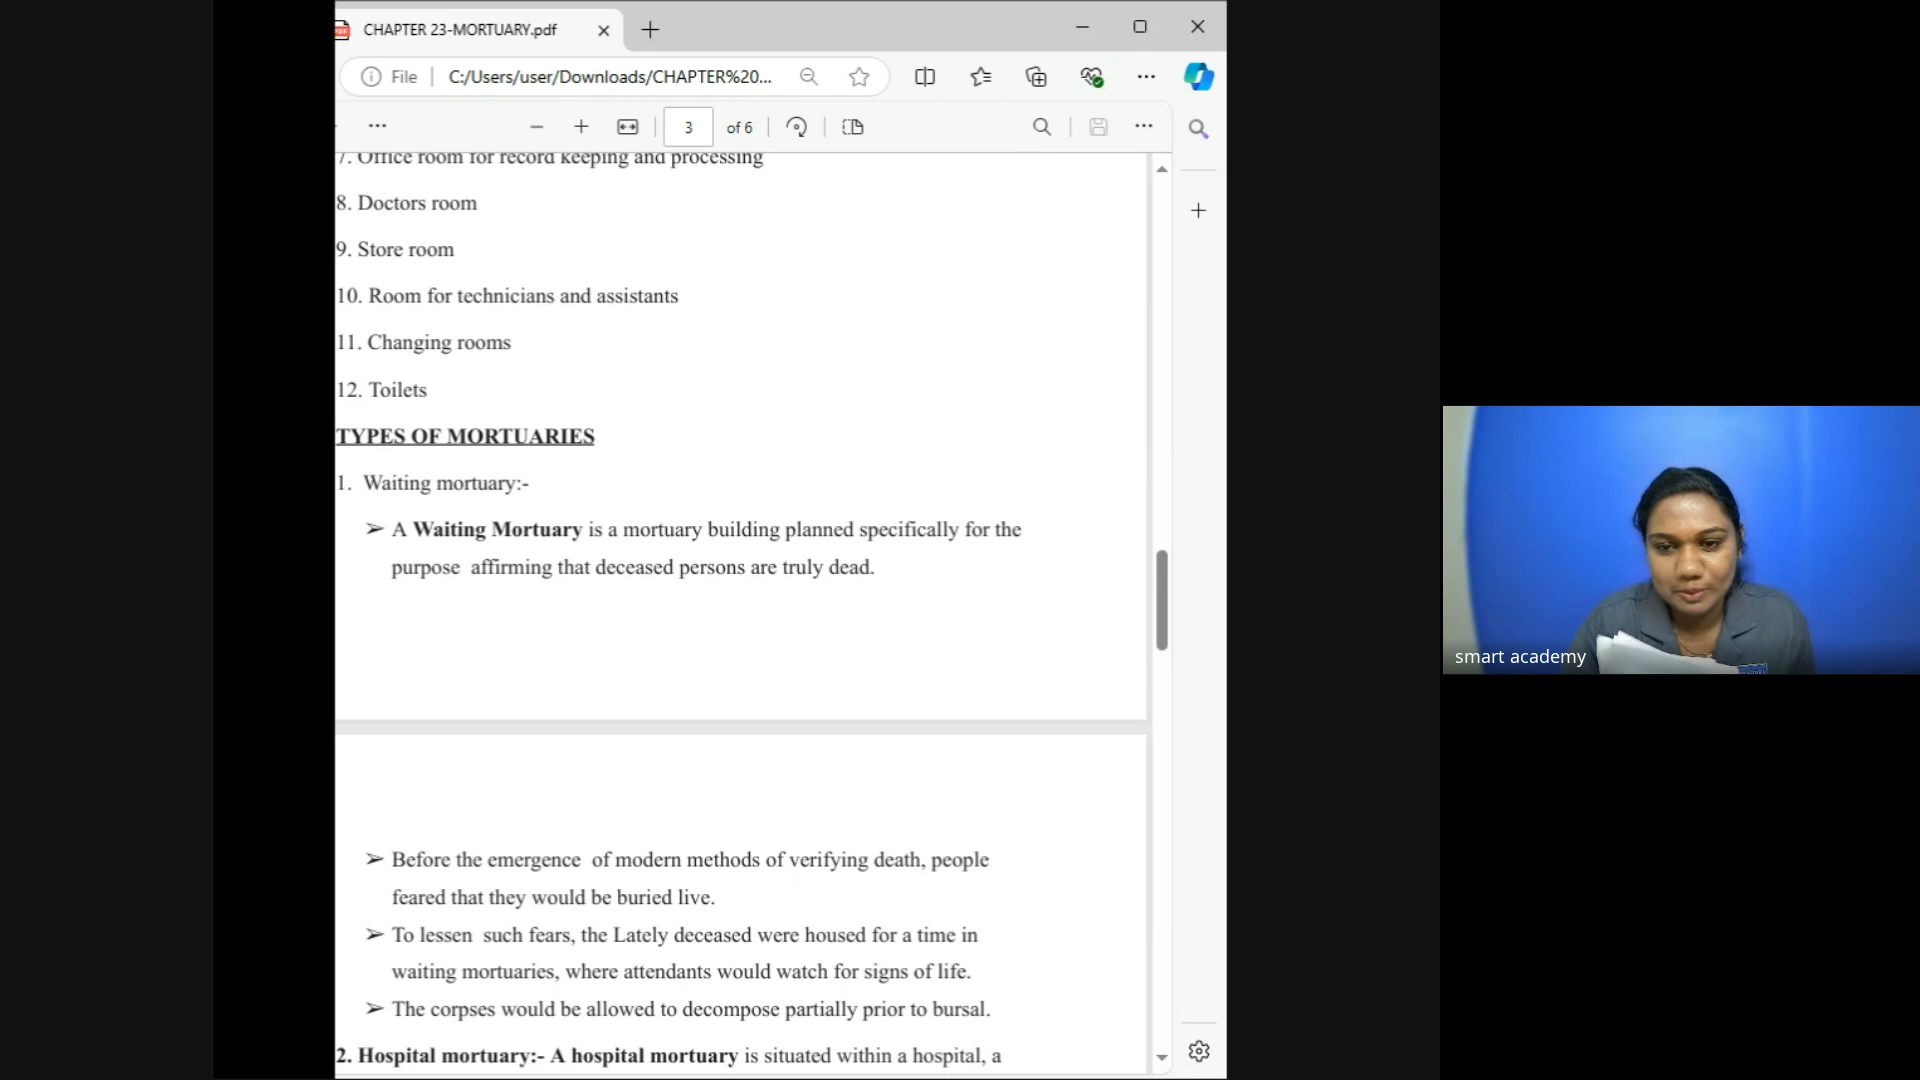 CHAPTER 23-MORTUARY.pdf
File
C:/Users/user/Downloads/CHAPTER%20...
3 of 6
7. Office room for record keeping and processing
8. Doctors room
9. Store room
10. Room for technicians and assistants
11. Changing rooms
12. Toilets
TYPES OF MORTUARIES
1. Waiting mortuary:-
➢ A Waiting Mortuary is a mortuary building planned specifically for the
purpose affirming that deceased persons are truly dead.
➢ Before the emergence of modern methods of verifying death, people
feared that they would be buried live.
➢ To lessen such fears, the Lately deceased were housed for a time in
waiting mortuaries, where attendants would watch for signs of life.
➢ The corpses would be allowed to decompose partially prior to bursal.
2. Hospital mortuary:- A hospital mortuary is situated within a hospital, a
smart academy